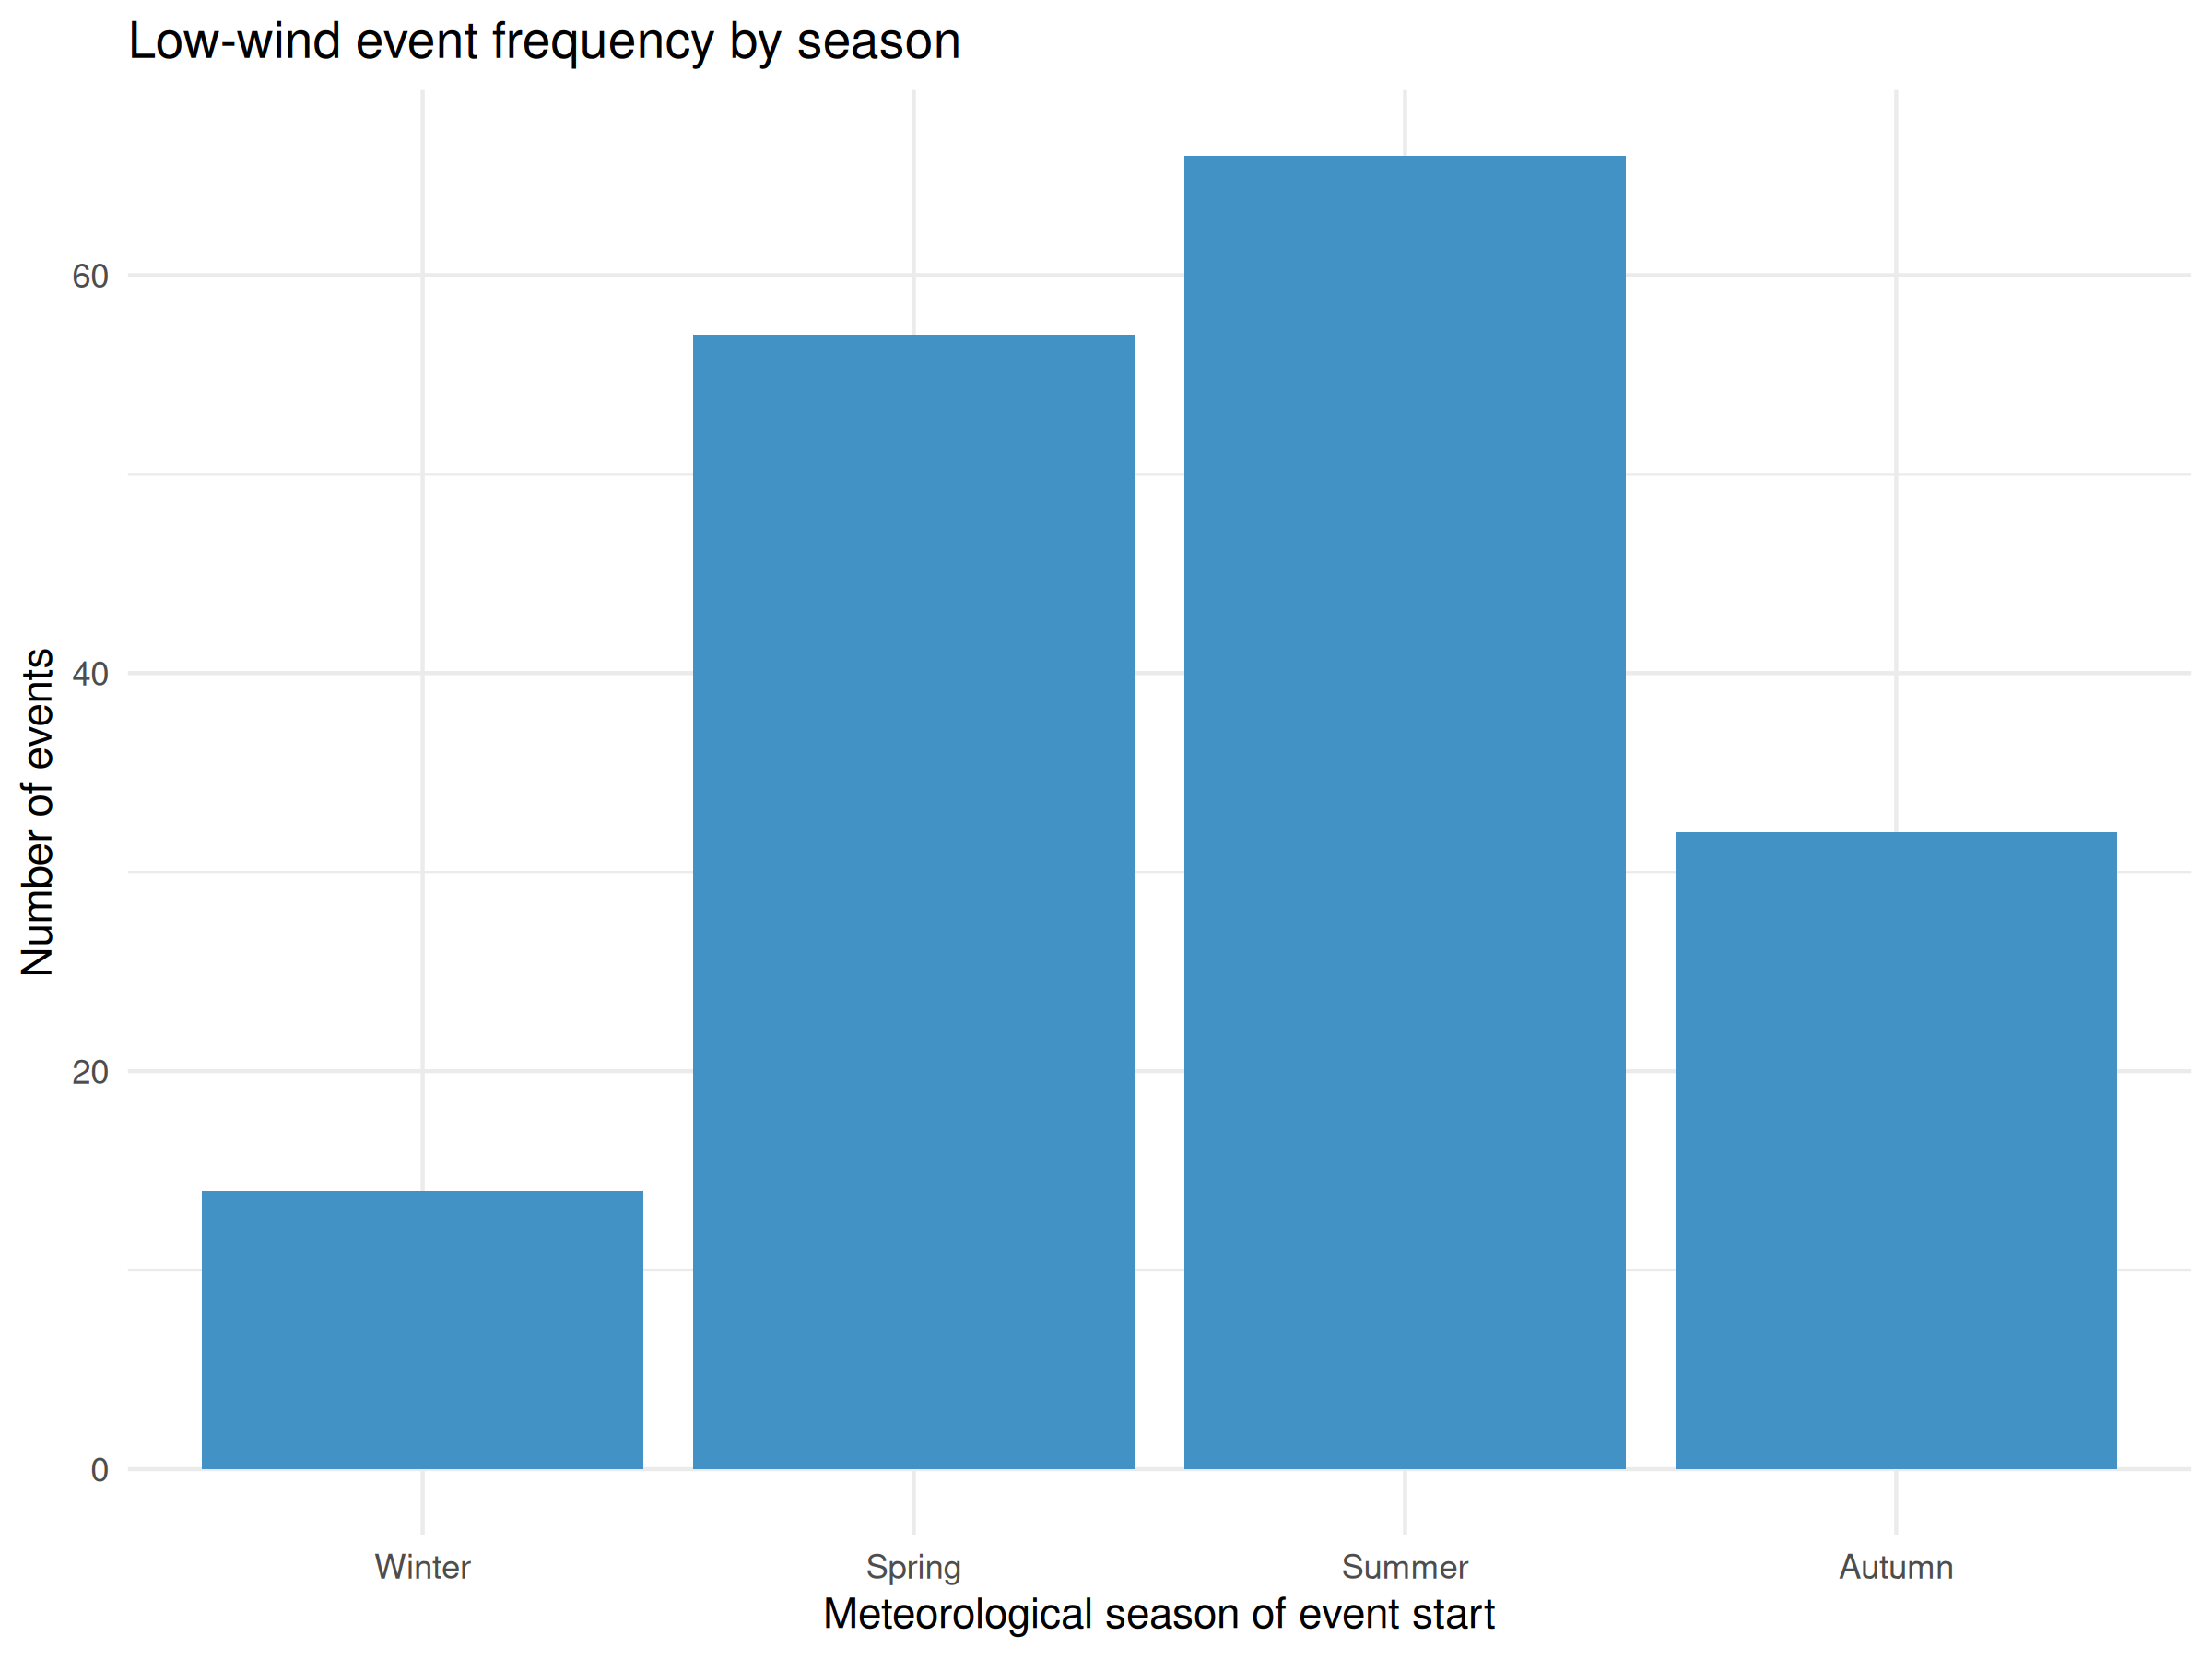 Low-wind event frequency by season
Number of events
60
40
20
0
Winter Spring Summer Autumn
Meteorological season of event start